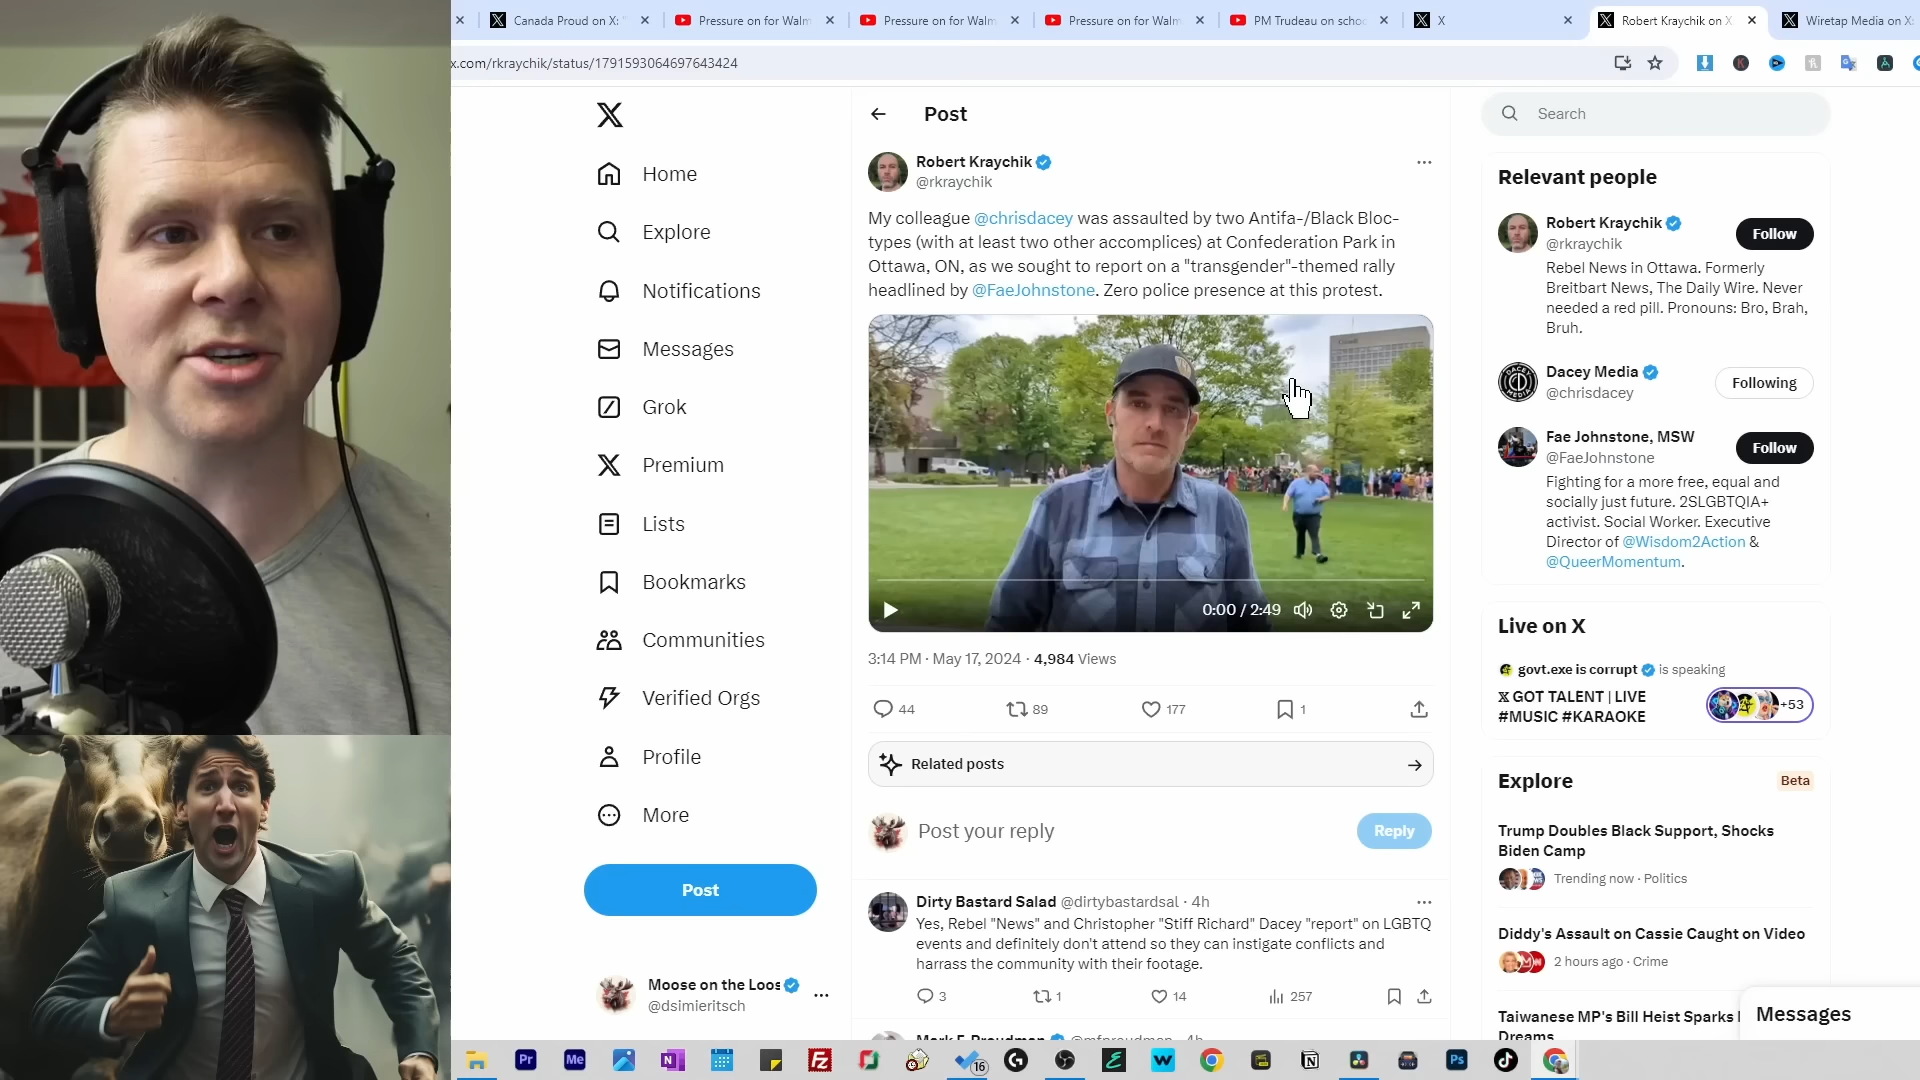 Canada Proud on X:
Pressure on for Walm
Pressure on for Walm
Pressure on for Walm
PM Trudeau on schoo
X
Robert Kraychik on X
Wiretap Media on X:
x.com/rkraychik/status/1791593064697643424
Home
Explore
Notifications
Messages
Grok
Premium
Lists
Bookmarks
Communities
Verified Orgs
Profile
More
Post
Moose on the Loos
@dsimieritsch
Post
Robert Kraychik
@rkraychik
My colleague @chrisdacey was assaulted by two Antifa-/Black Bloc-
types (with at least two other accomplices) at Confederation Park in
Ottawa, ON, as we sought to report on a "transgender"-themed rally
headlined by @FaeJohnstone. Zero police presence at this protest.
0:00 / 2:49
3:14 PM · May 17, 2024 · 4,984 Views
44 89 177 1
Related posts
Post your reply
Reply
Dirty Bastard Salad @dirtybastardsal · 4h
Yes, Rebel "News" and Christopher "Stiff Richard" Dacey "report" on LGBTQ
events and definitely don't attend so they can instigate conflicts and
harrass the community with their footage.
3 1 14 257
Search
Relevant people
Robert Kraychik
@rkraychik
Follow
Rebel News in Ottawa. Formerly
Breitbart News, The Daily Wire. Never
needed a red pill. Pronouns: Bro, Brah,
Bruh.
Dacey Media
@chrisdacey
Following
Fae Johnstone, MSW
@FaeJohnstone
Follow
Fighting for a more free, equal and
socially just future. 2SLGBTQIA+
activist. Social Worker. Executive
Director of @Wisdom2Action &
@QueerMomentum.
Live on X
govt.exe is corrupt is speaking
X GOT TALENT | LIVE
#MUSIC #KARAOKE
+53
Explore
Beta
Trump Doubles Black Support, Shocks
Biden Camp
Trending now · Politics
Diddy's Assault on Cassie Caught on Video
2 hours ago · Crime
Taiwanese MP's Bill Heist Sparks
Dreams
Messages
Pr
Me
16
Ps